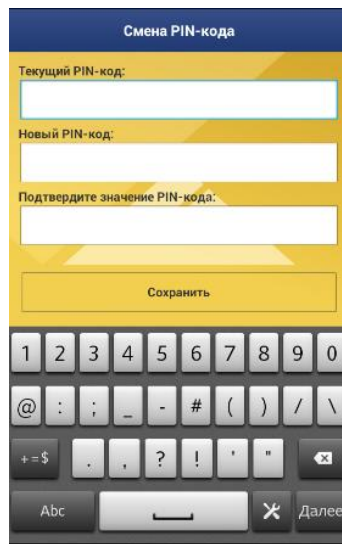 Смена PIN-кода
Текущий PIN-код:
Новый PIN-код:
Подтвердите значение PIN-кода:
Сохранить
1 2 3 4 5 6 7 8 9 0
@ : ; _ - # ( ) / \
+=$ . , ? ! ' "
Abc Далее